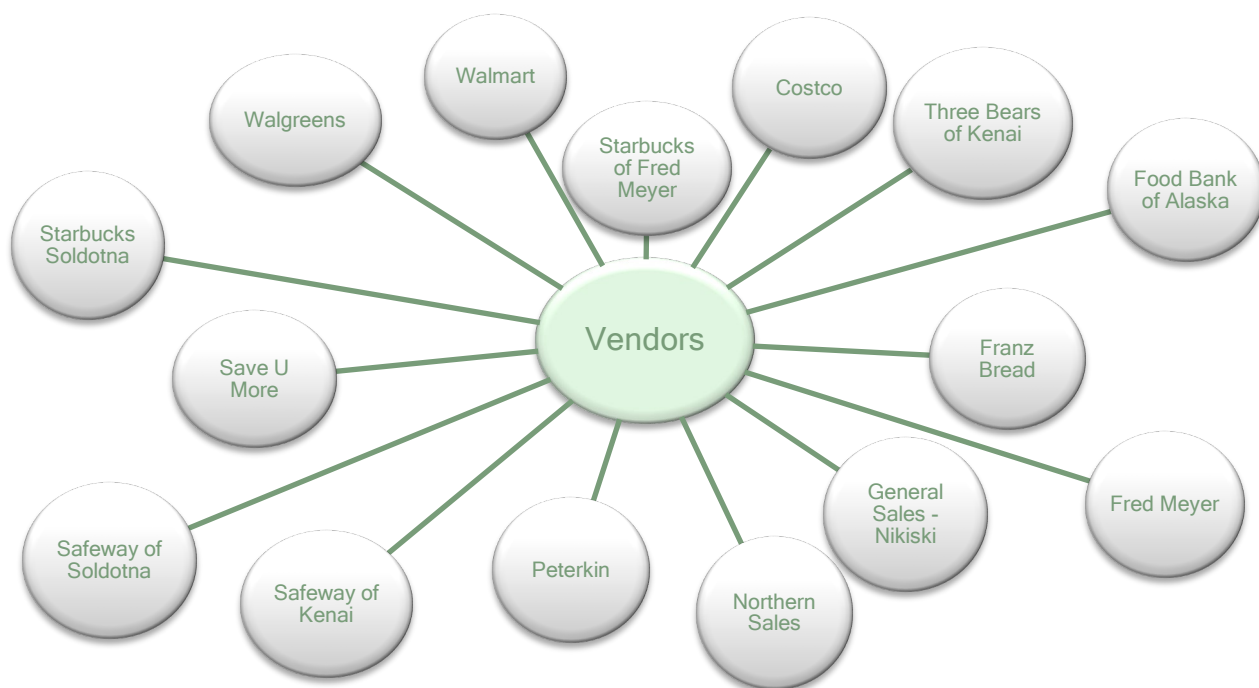 Walmart
Costco
Walgreens
Three Bears
of Kenai
Starbucks
of Fred
Meyer
Food Bank
of Alaska
Starbucks
Soldotna
Vendors
Franz
Bread
Save U
More
General
Sales -
Nikiski
Fred Meyer
Safeway of
Soldotna
Peterkin
Safeway of
Kenai
Northern
Sales